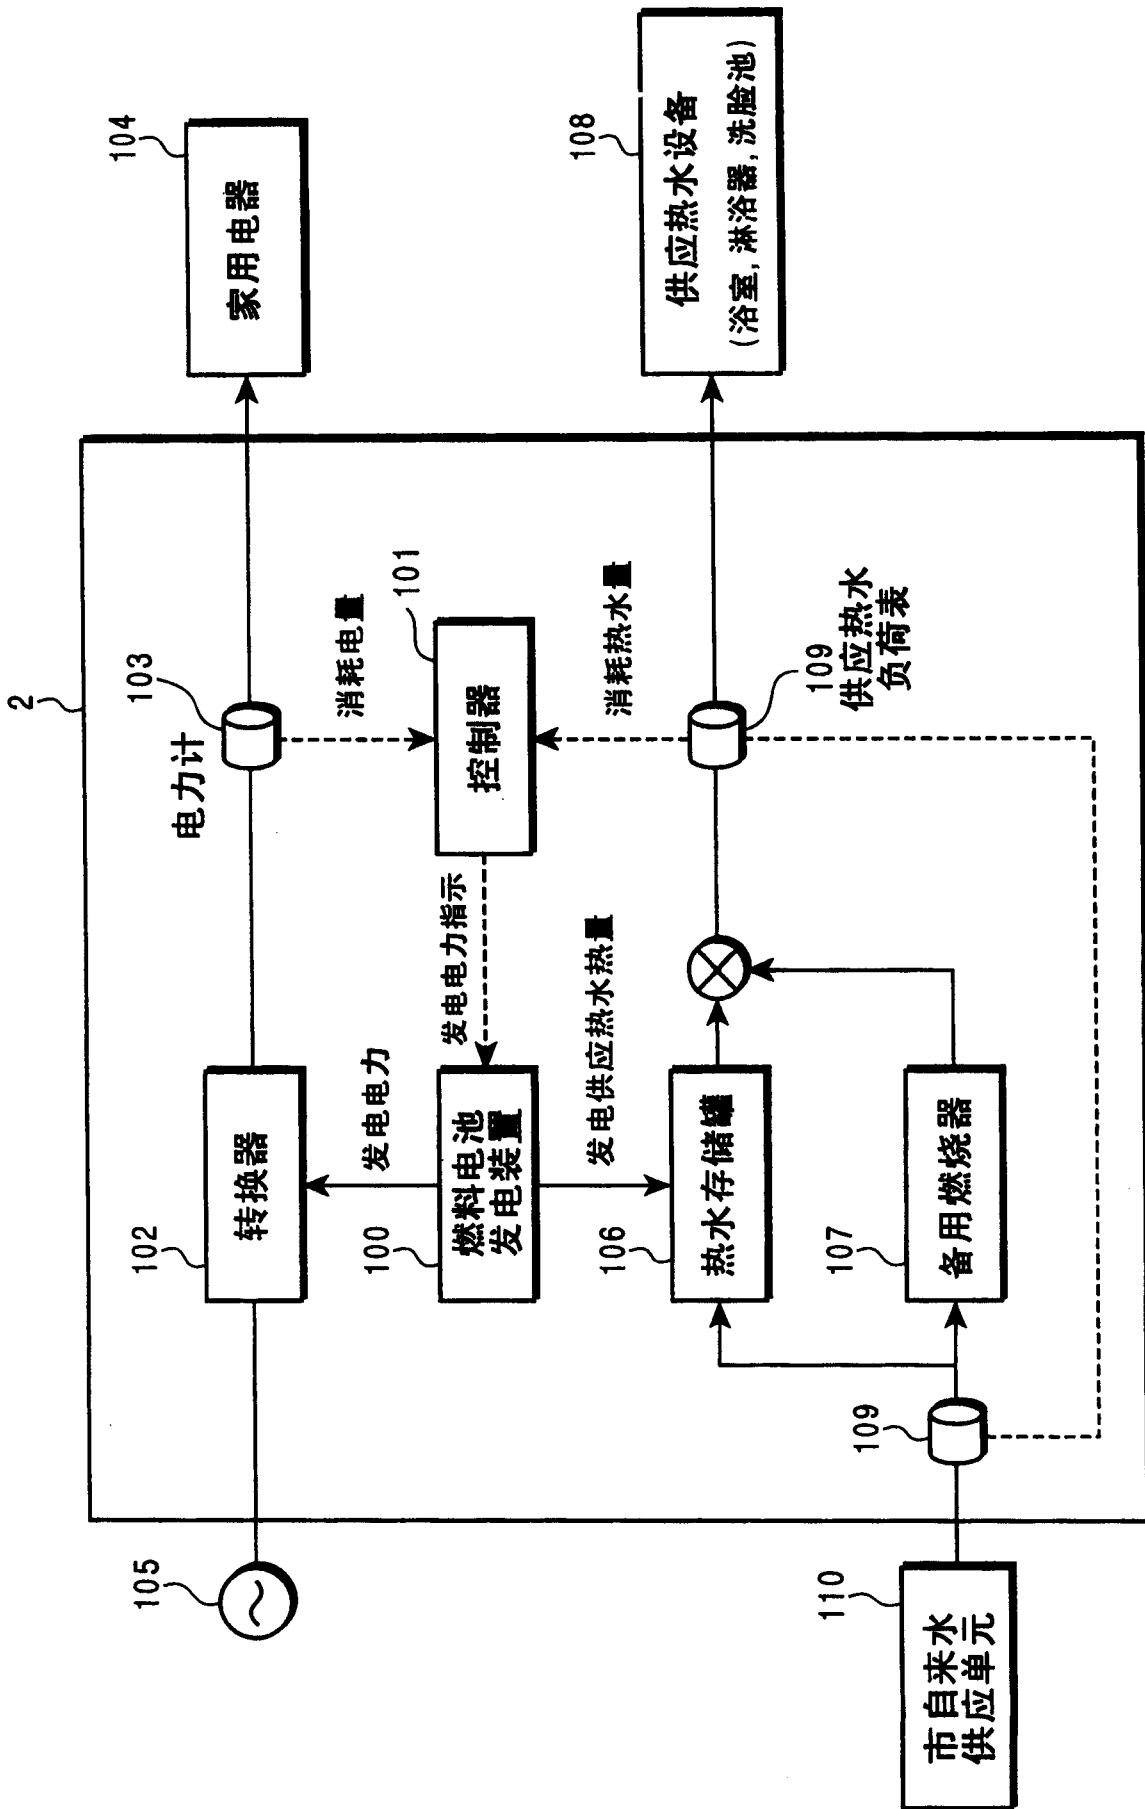 2
105
102
转换器
电力计
103
104
家用电器
发电电力
消耗电量
100
燃料电池
发电装置
发电电力指示
101
控制器
发电供应热水热量
消耗热水量
106
热水存储罐
109
供应热水
负荷表
108
供应热水设备
(浴室,淋浴器,洗脸池)
107
备用燃烧器
109
110
市自来水
供应单元